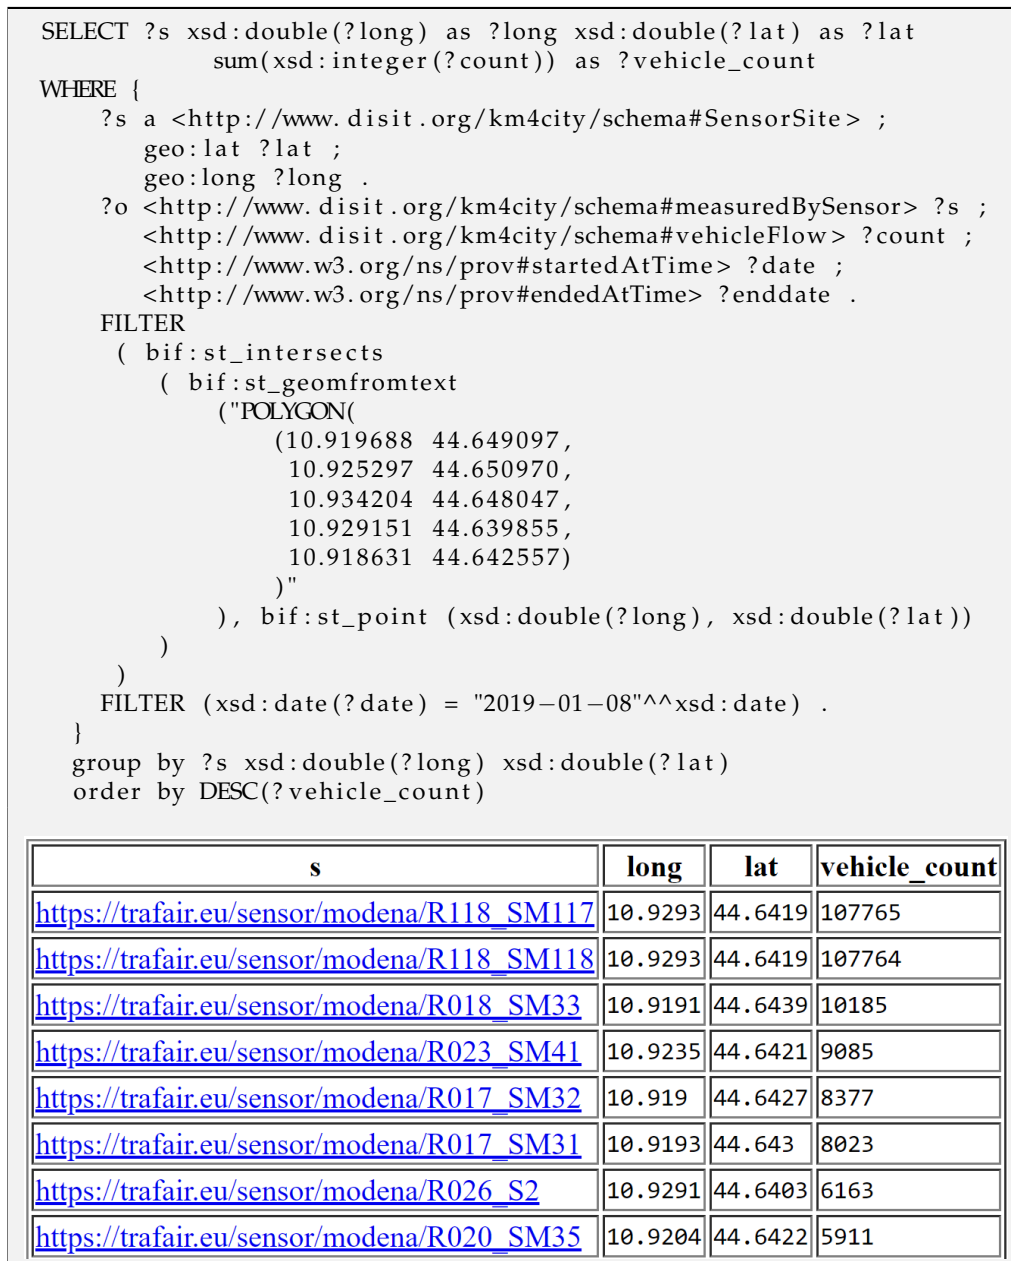 SELECT ?s xsd:double(?long) as ?long xsd:double(?lat) as ?lat
sum(xsd:integer(?count)) as ?vehicle_count
WHERE {
?s a <http://www.disit.org/km4city/schema#SensorSite> ;
geo:lat ?lat ;
geo:long ?long .
?o <http://www.disit.org/km4city/schema#measuredBySensor> ?s ;
<http://www.disit.org/km4city/schema#vehicleFlow> ?count ;
<http://www.w3.org/ns/prov#startedAtTime> ?date ;
<http://www.w3.org/ns/prov#endedAtTime> ?enddate .
FILTER
( bif:st_intersects
( bif:st_geomfromtext
("POLYGON(
(10.919688 44.649097,
10.925297 44.650970,
10.934204 44.648047,
10.929151 44.639855,
10.918631 44.642557)
)"
), bif:st_point (xsd:double(?long), xsd:double(?lat))
)
)
FILTER (xsd:date(?date) = "2019−01−08"^^xsd:date) .
}
group by ?s xsd:double(?long) xsd:double(?lat)
order by DESC(?vehicle_count)
s long lat vehicle_count
https://trafair.eu/sensor/modena/R118_SM117 10.9293 44.6419 107765
https://trafair.eu/sensor/modena/R118_SM118 10.9293 44.6419 107764
https://trafair.eu/sensor/modena/R018_SM33 10.9191 44.6439 10185
https://trafair.eu/sensor/modena/R023_SM41 10.9235 44.6421 9085
https://trafair.eu/sensor/modena/R017_SM32 10.919 44.6427 8377
https://trafair.eu/sensor/modena/R017_SM31 10.9193 44.643 8023
https://trafair.eu/sensor/modena/R026_S2 10.9291 44.6403 6163
https://trafair.eu/sensor/modena/R020_SM35 10.9204 44.6422 5911